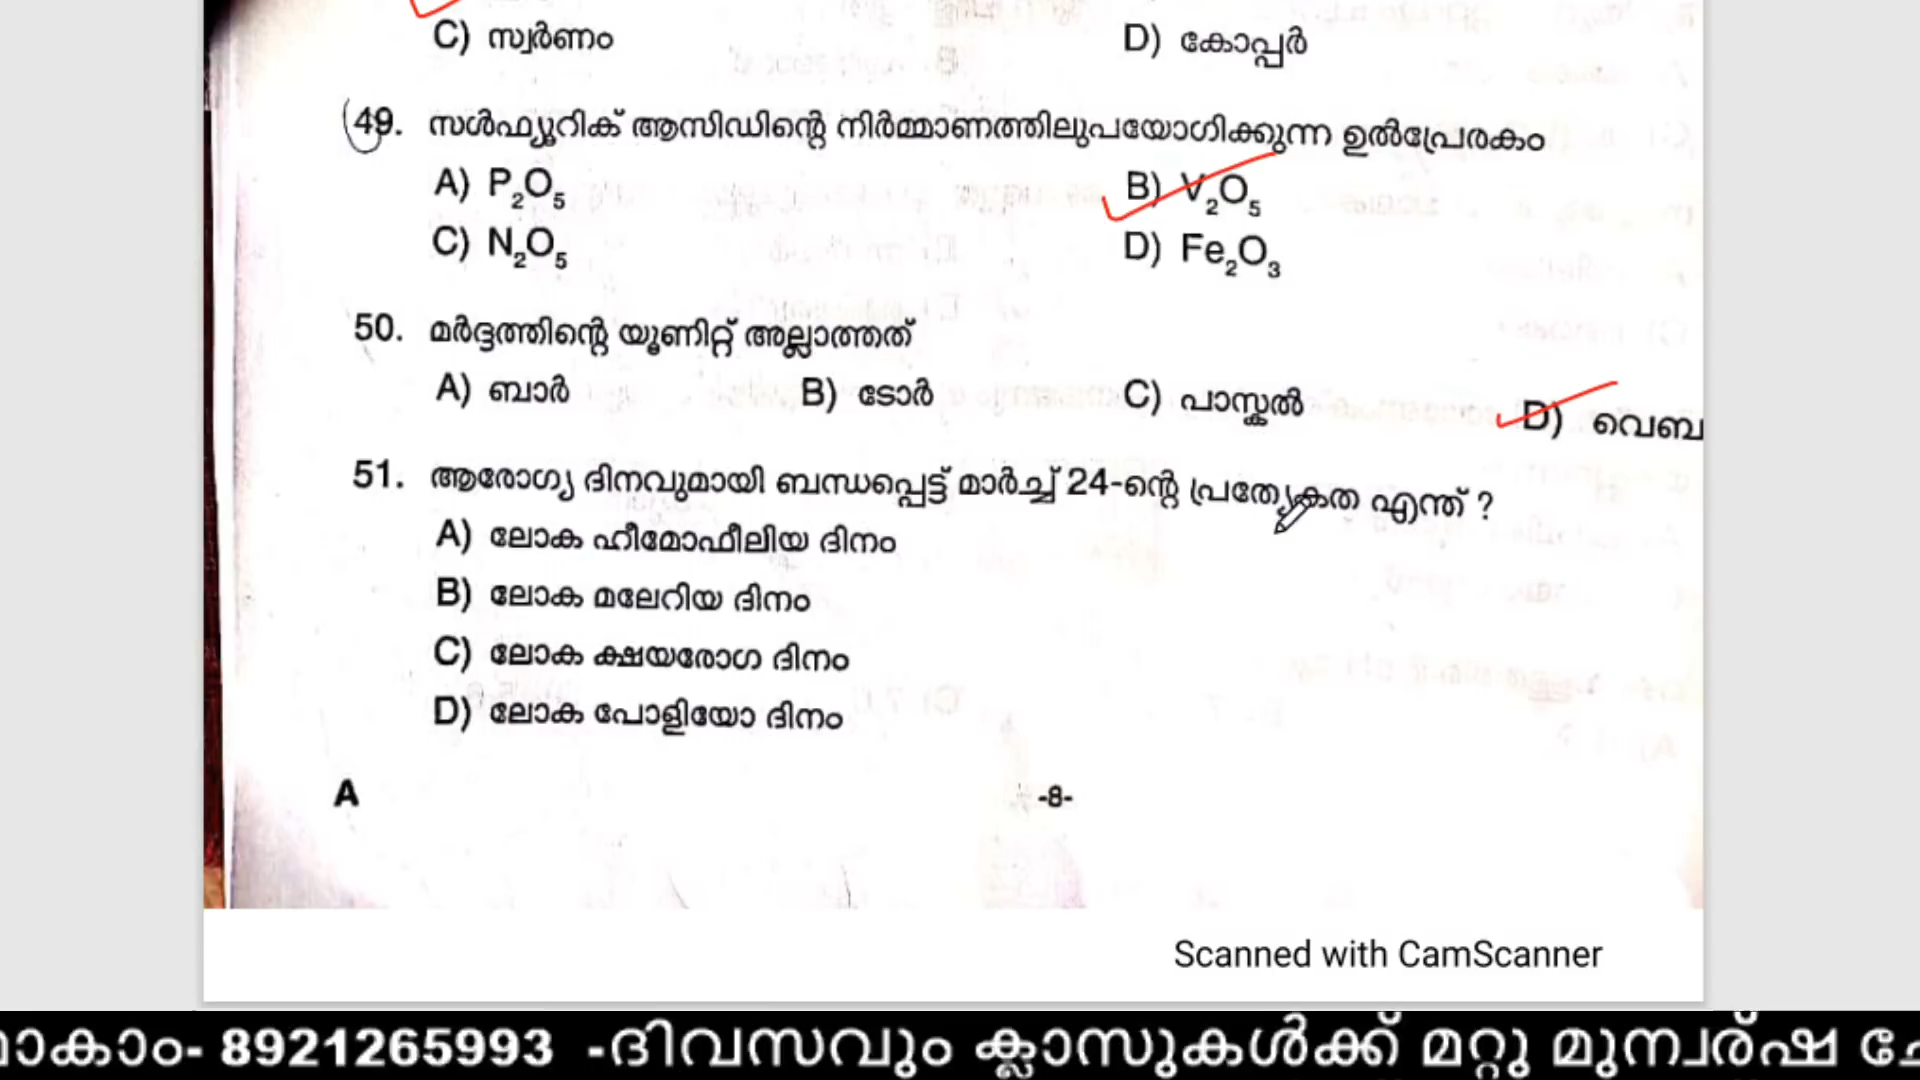 C) സ്വർണം D) കോപ്പർ
49. സൾഫ്യൂറിക് ആസിഡിന്റെ നിർമ്മാണത്തിലുപയോഗിക്കുന്ന ഉൽപ്രേരകം
A) P₂O₅ B) V₂O₅
C) N₂O₅ D) Fe₂O₃
50. മർദ്ദത്തിന്റെ യൂണിറ്റ് അല്ലാത്തത്
A) ബാർ B) ടോർ C) പാസ്കൽ D) വെബ
51. ആരോഗ്യ ദിനവുമായി ബന്ധപ്പെട്ട് മാർച്ച് 24-ന്റെ പ്രത്യേകത എന്ത് ?
A) ലോക ഹീമോഫീലിയ ദിനം
B) ലോക മലേറിയ ദിനം
C) ലോക ക്ഷയരോഗ ദിനം
D) ലോക പോളിയോ ദിനം
A -8-
Scanned with CamScanner
മാകാം- 8921265993 -ദിവസവും ക്ലാസുകൾക്ക് മറ്റു മുന്വര്ഷ ചേ